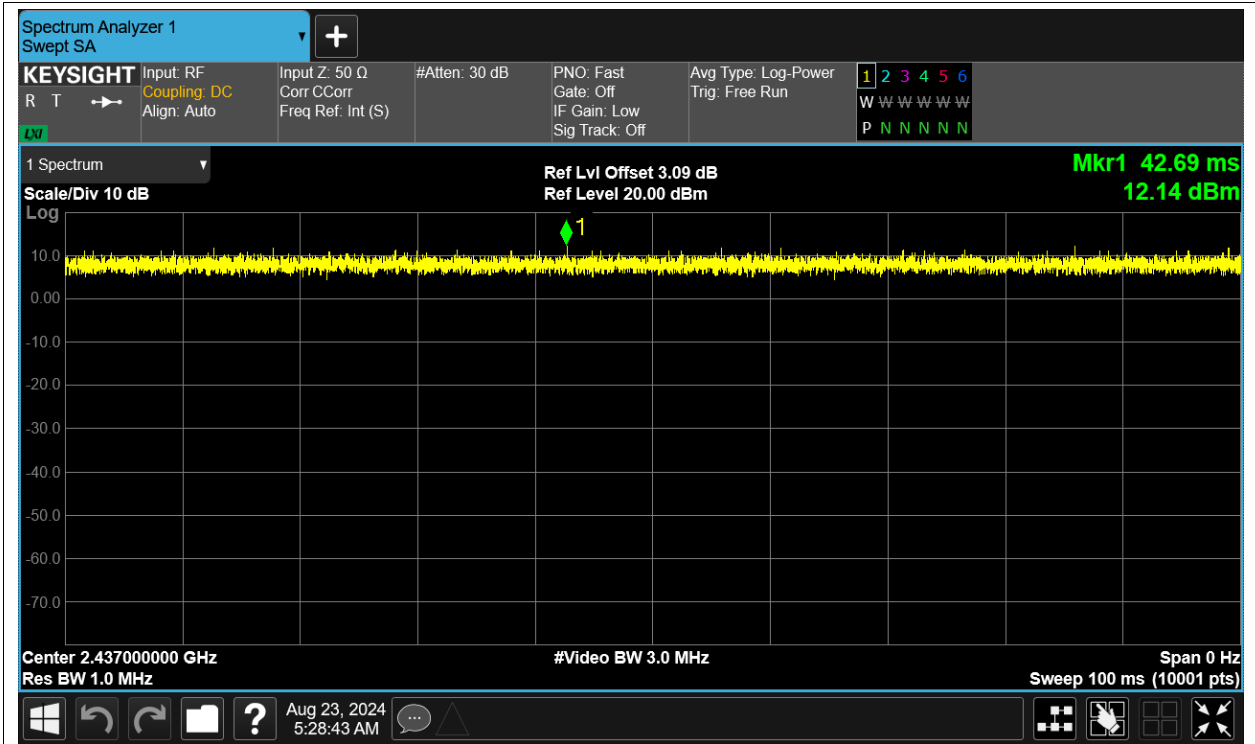 Spectrum Analyzer 1
Swept SA
KEYSIGHT
R T
LXI
Input: RF
Coupling: DC
Align: Auto
Input Z: 50 Ω
Corr CCorr
Freq Ref: Int (S)
#Atten: 30 dB
PNO: Fast
Gate: Off
IF Gain: Low
Sig Track: Off
Avg Type: Log-Power
Trig: Free Run
1 2 3 4 5 6
W W W W W W
P N N N N N
1 Spectrum
Scale/Div 10 dB
Log
Ref Lvl Offset 3.09 dB
Ref Level 20.00 dBm
Mkr1 42.69 ms
12.14 dBm
1
10.0
0.00
-10.0
-20.0
-30.0
-40.0
-50.0
-60.0
-70.0
Center 2.437000000 GHz
#Video BW 3.0 MHz
Span 0 Hz
Res BW 1.0 MHz
Sweep 100 ms (10001 pts)
?
Aug 23, 2024
5:28:43 AM